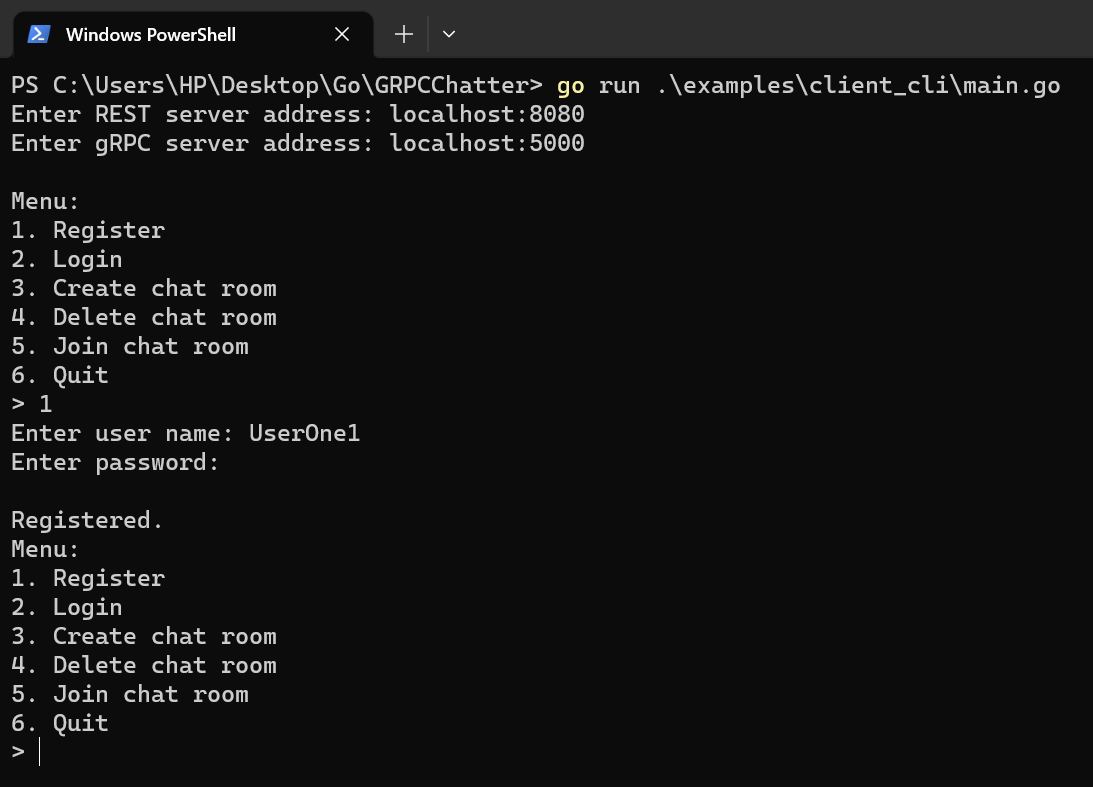 Windows PowerShell
PS C:\Users\HP\Desktop\Go\GRPCChatter> go run .\examples\client_cli\main.go
Enter REST server address: localhost:8080
Enter gRPC server address: localhost:5000
Menu:
1. Register
2. Login
3. Create chat room
4. Delete chat room
5. Join chat room
6. Quit
> 1
Enter user name: UserOne1
Enter password:
Registered.
Menu:
1. Register
2. Login
3. Create chat room
4. Delete chat room
5. Join chat room
6. Quit
>